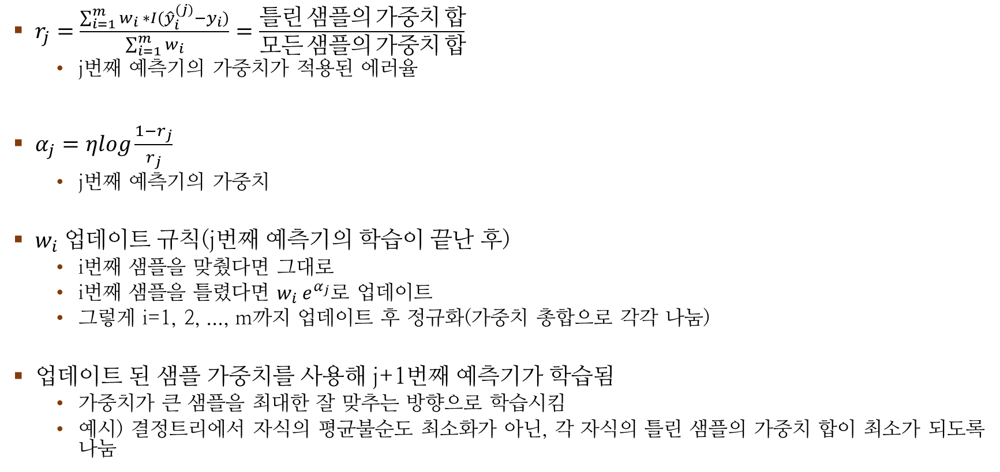 ▪ r_j = \frac{\sum_{i=1}^{m} w_i * I(\hat{y}_i^{(j)} - y_i)}{\sum_{i=1}^{m} w_i} = \frac{틀린 샘플의 가중치 합}{모든 샘플의 가중치 합}
• j번째 예측기의 가중치가 적용된 에러율
▪ α_j = ηlog\frac{1-r_j}{r_j}
• j번째 예측기의 가중치
▪ w_i 업데이트 규칙(j번째 예측기의 학습이 끝난 후)
• i번째 샘플을 맞췄다면 그대로
• i번째 샘플을 틀렸다면 w_i e^{α_j}로 업데이트
• 그렇게 i=1, 2, ..., m까지 업데이트 후 정규화(가중치 총합으로 각각 나눔)
▪ 업데이트 된 샘플 가중치를 사용해 j+1번째 예측기가 학습됨
• 가중치가 큰 샘플을 최대한 잘 맞추는 방향으로 학습시킴
• 예시) 결정트리에서 자식의 평균불순도 최소화가 아닌, 각 자식의 틀린 샘플의 가중치 합이 최소가 되도록
나눔